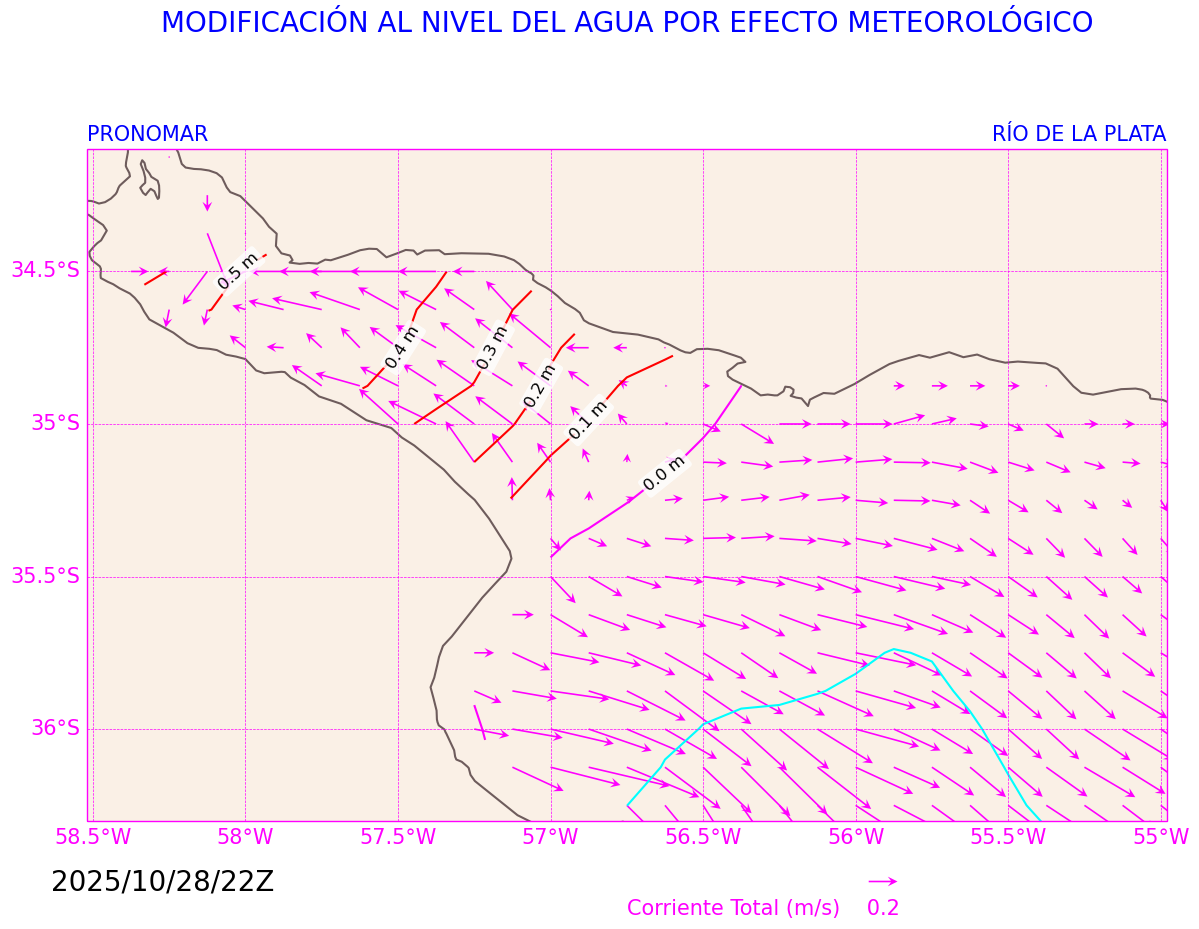 MODIFICACIÓN AL NIVEL DEL AGUA POR EFECTO METEOROLÓGICO
PRONOMAR
RÍO DE LA PLATA
0.5 m
0.4 m
0.3 m
0.2 m
0.1 m
0.0 m
34.5°S
35°S
35.5°S
36°S
58.5°W 58°W 57.5°W 57°W 56.5°W 56°W 55.5°W 55°W
2025/10/28/22Z
Corriente Total (m/s) 0.2